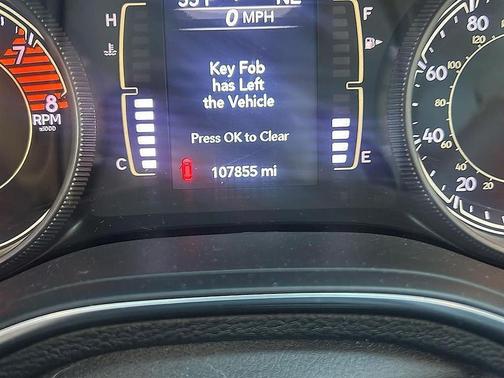 NE
0 MPH
H
F
Key Fob
has Left
the Vehicle
Press OK to Clear
C
E
107855 mi
7
8
RPM
x1000
80
120
60
100
80
40
60
40
20
20